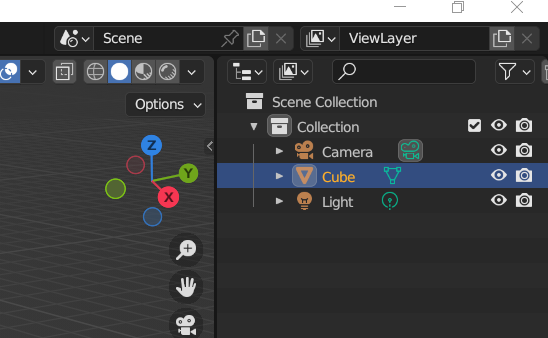 Scene
ViewLayer
Options
Scene Collection
Collection
Camera
Cube
Light
Z
Y
X